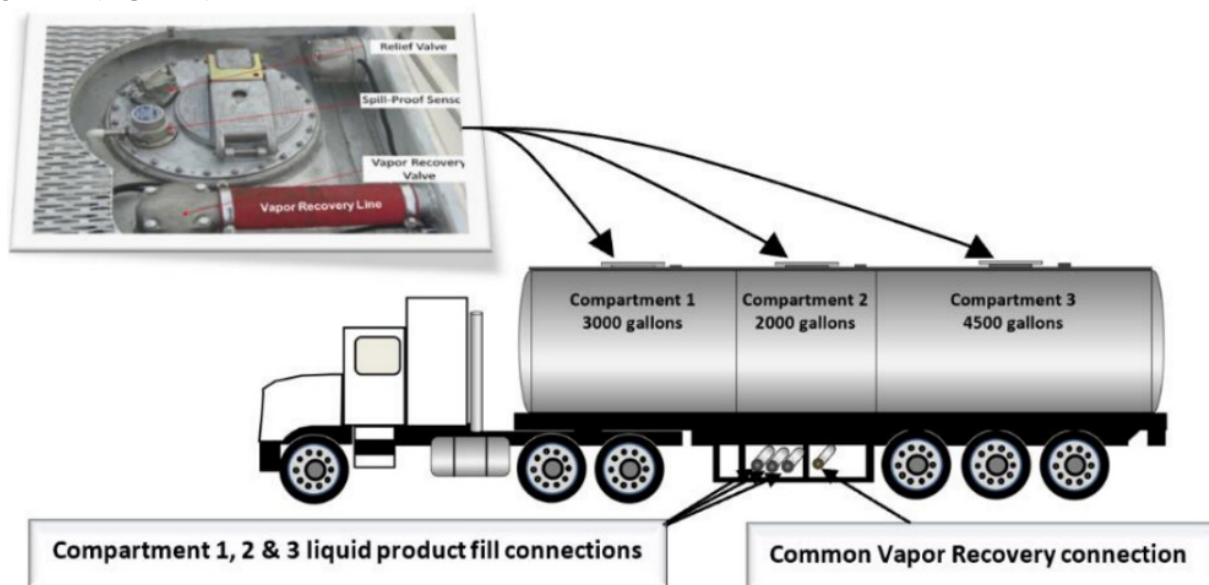 Relief Valve
Spill-Proof Senso
Vapor Recovery
Valve
Vapor Recovery Line
Compartment 1
3000 gallons
Compartment 2
2000 gallons
Compartment 3
4500 gallons
Compartment 1, 2 & 3 liquid product fill connections
Common Vapor Recovery connection